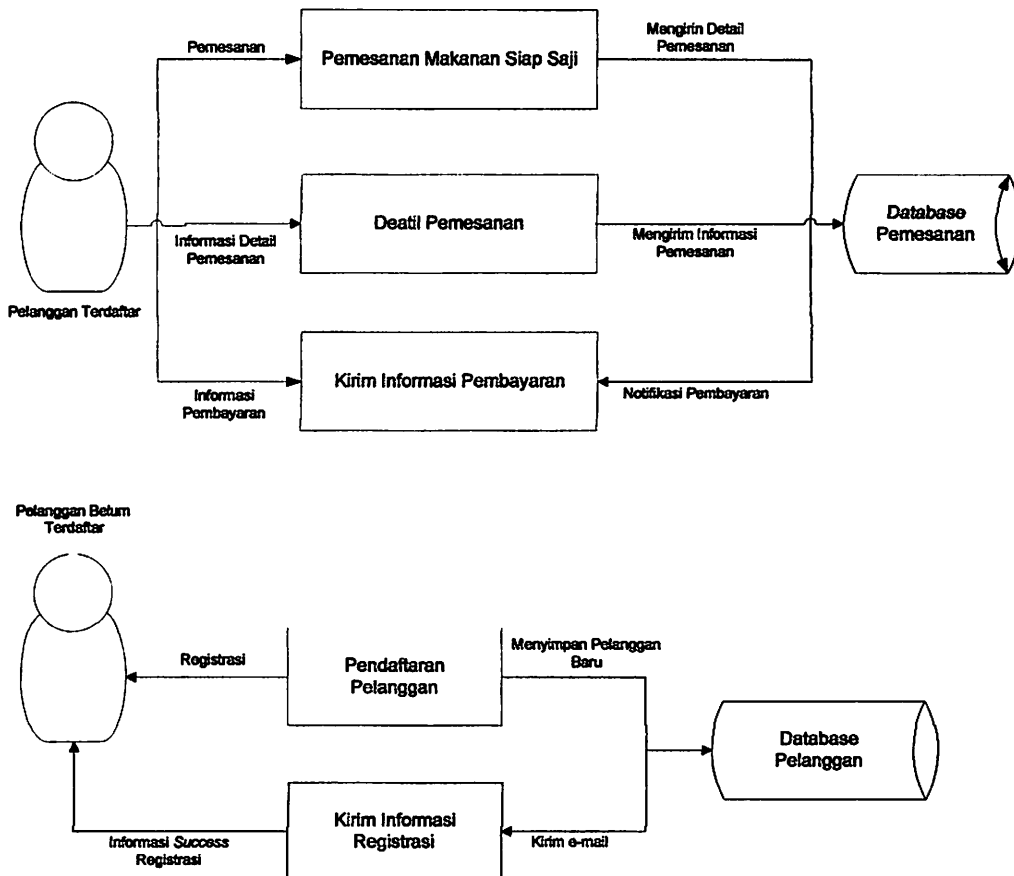 Pemesanan
Pemesanan Makanan Siap Saji
Mengirin Detail
Pemesanan
Informasi Detail
Pemesanan
Deatil Pemesanan
Mengirim Informasi
Pemesanan
Database
Pemesanan
Pelanggan Terdaftar
Informasi
Pembayaran
Kirim Informasi Pembayaran
Notifikasi Pembayaran
Pelanggan Belum
Terdaftar
Registrasi
Pendaftaran
Pelanggan
Menyimpan Pelanggan
Baru
Database
Pelanggan
Informasi Success
Registrasi
Kirim Informasi
Registrasi
Kirim e-mail